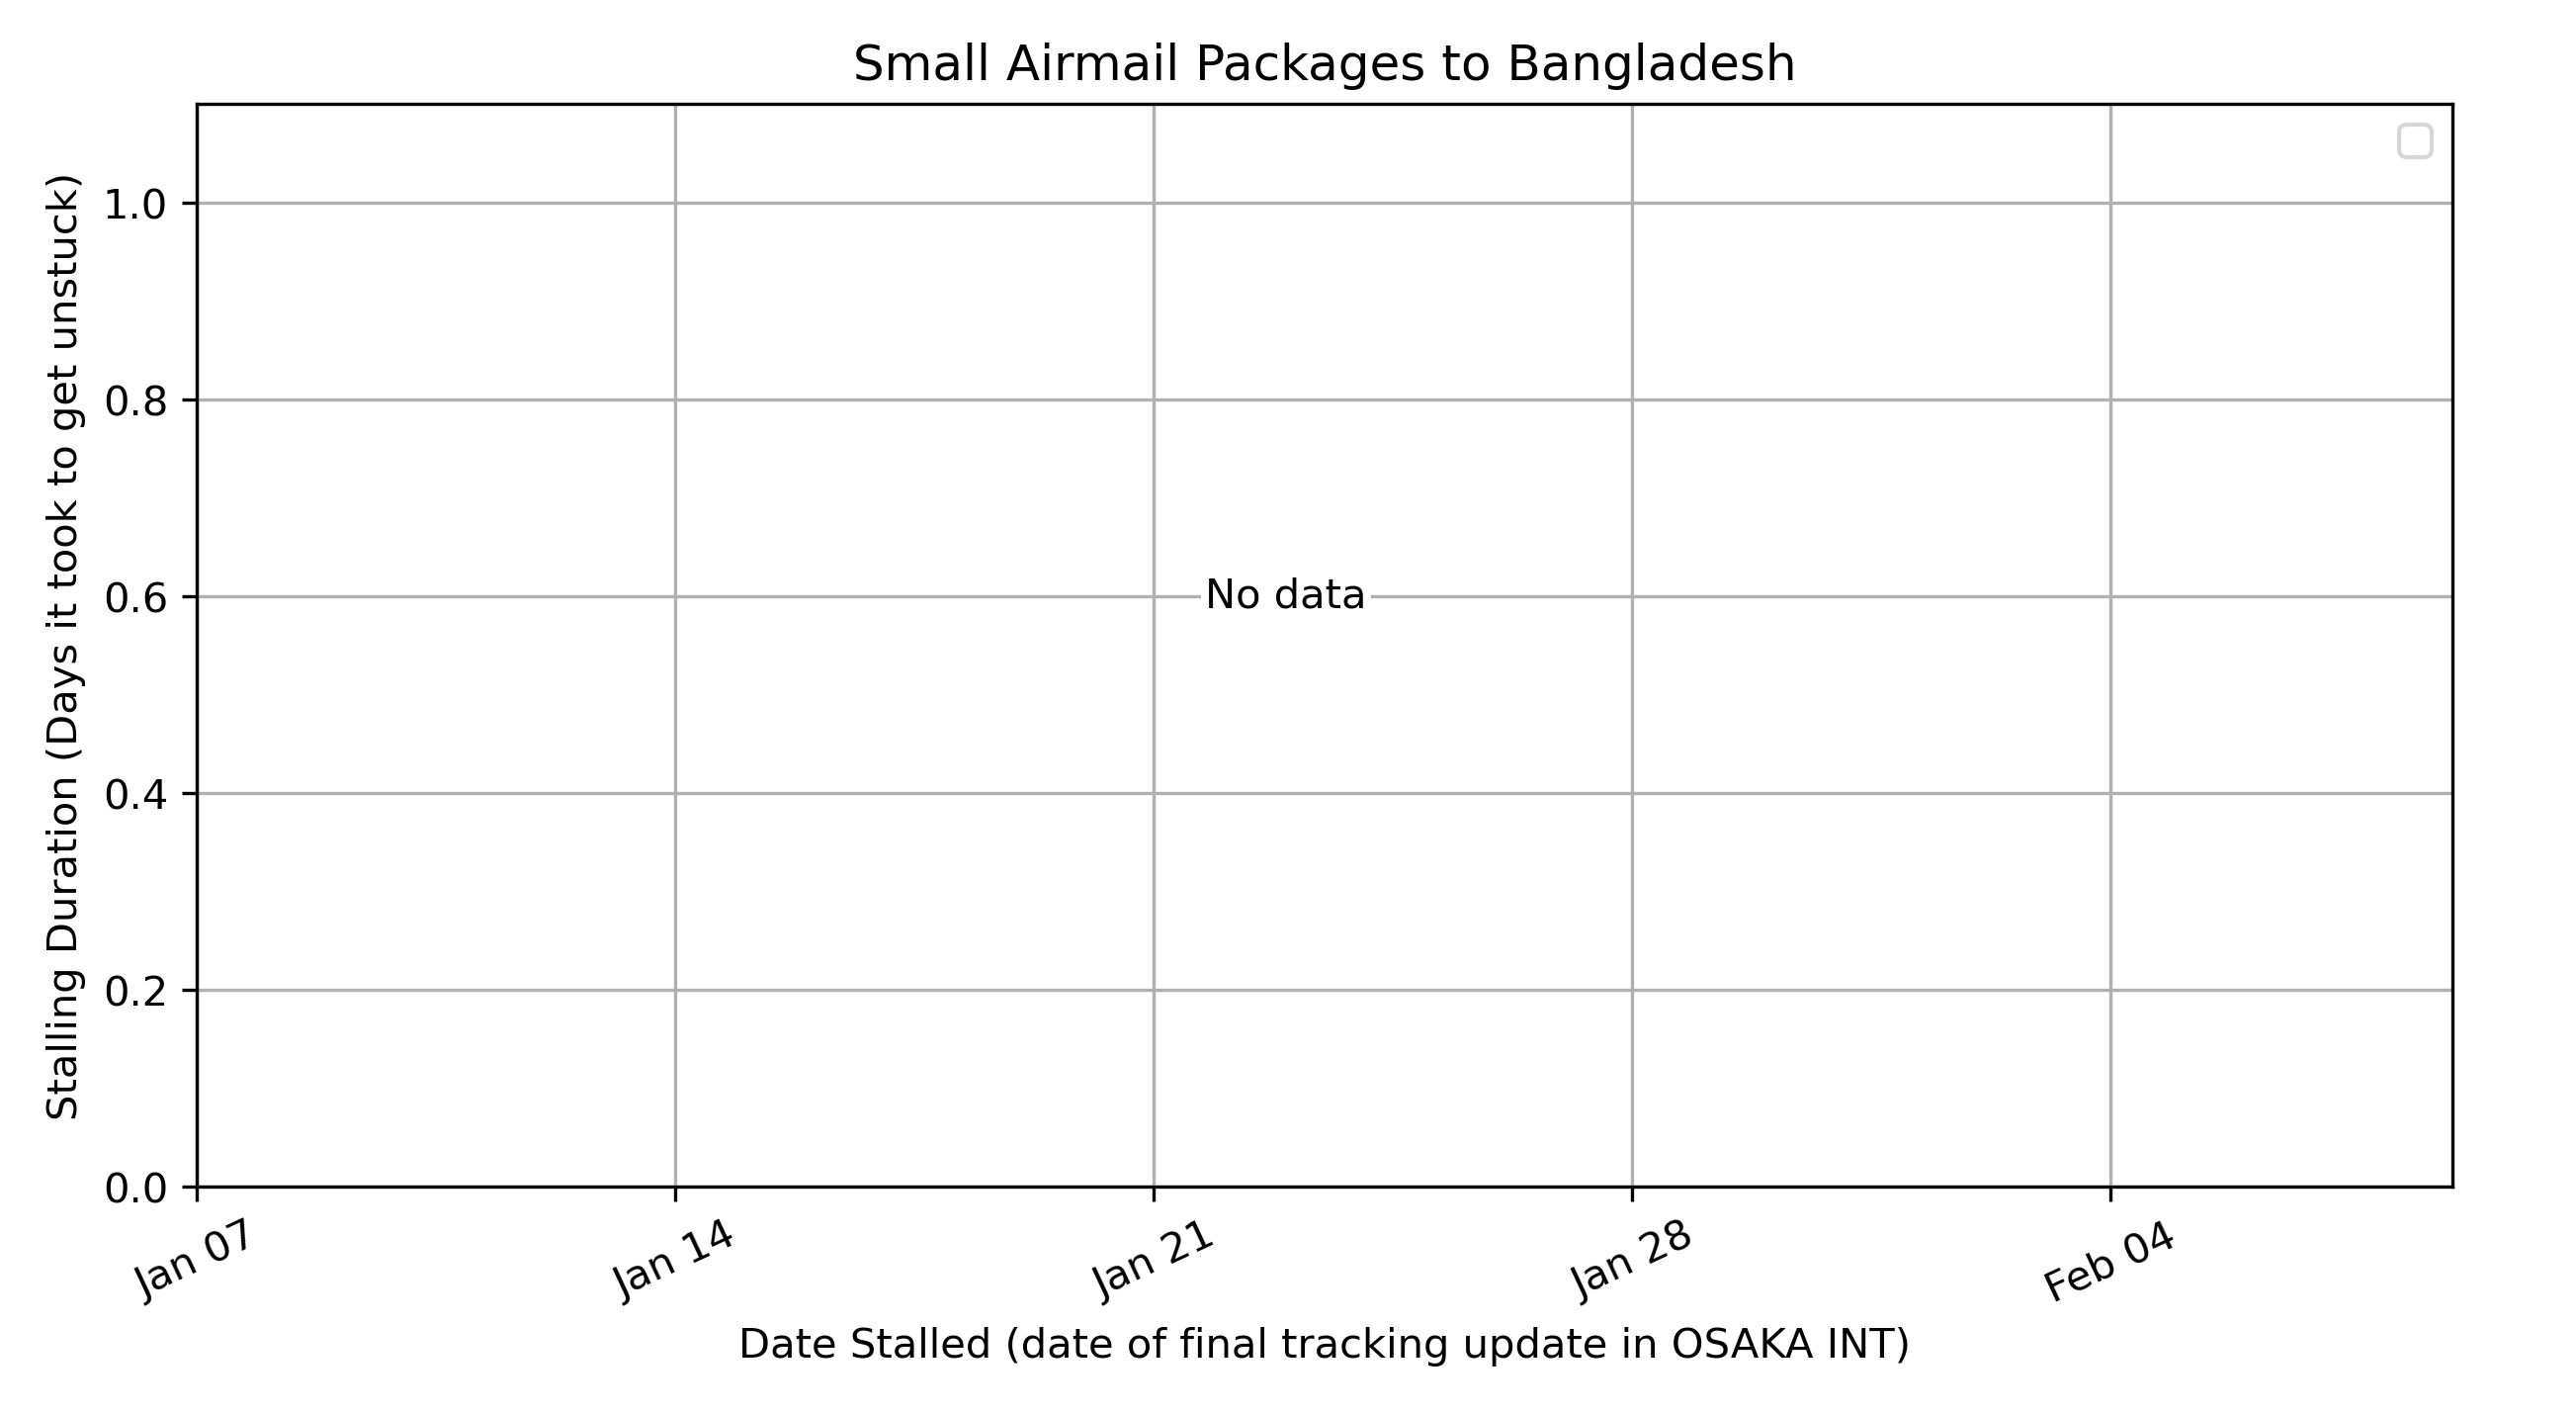 Small Airmail Packages to Bangladesh
Stalling Duration (Days it took to get unstuck)
1.0
0.8
0.6
0.4
0.2
0.0
No data
Jan 07
Jan 14
Jan 21
Jan 28
Feb 04
Date Stalled (date of final tracking update in OSAKA INT)